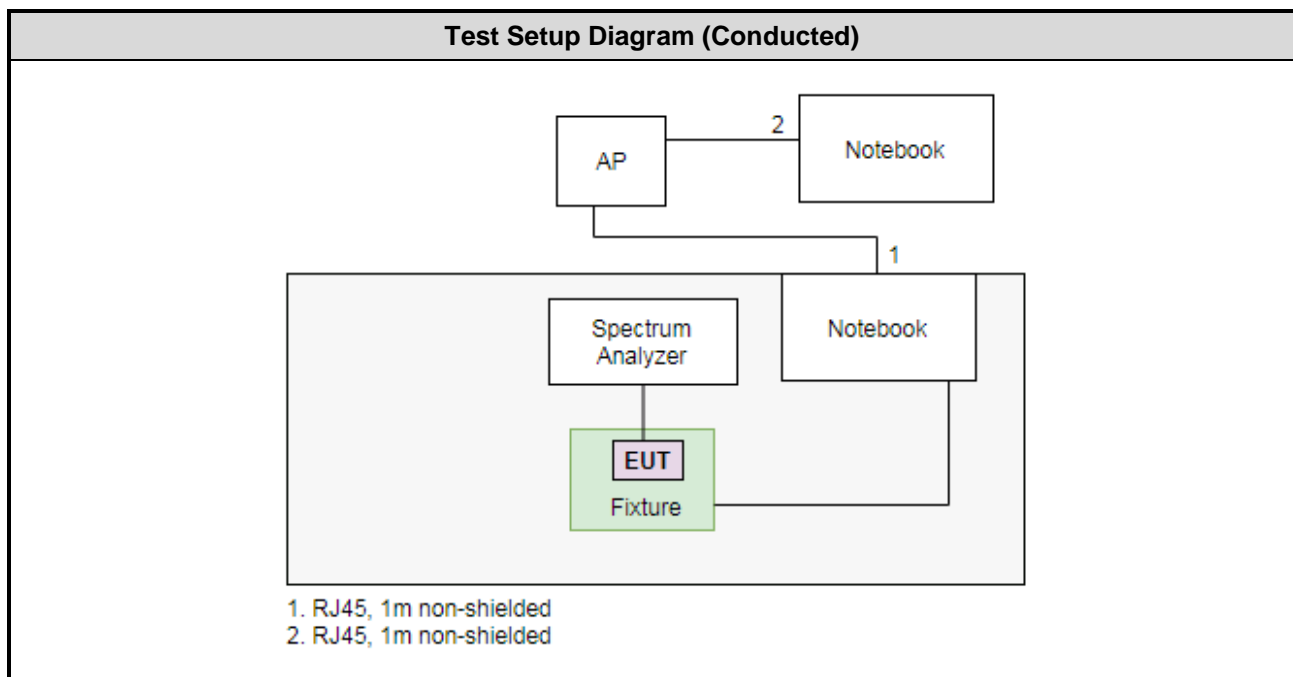 Test Setup Diagram (Conducted)
AP
2
Notebook
1
Spectrum
Analyzer
Notebook
EUT
Fixture
1. RJ45, 1m non-shielded
2. RJ45, 1m non-shielded